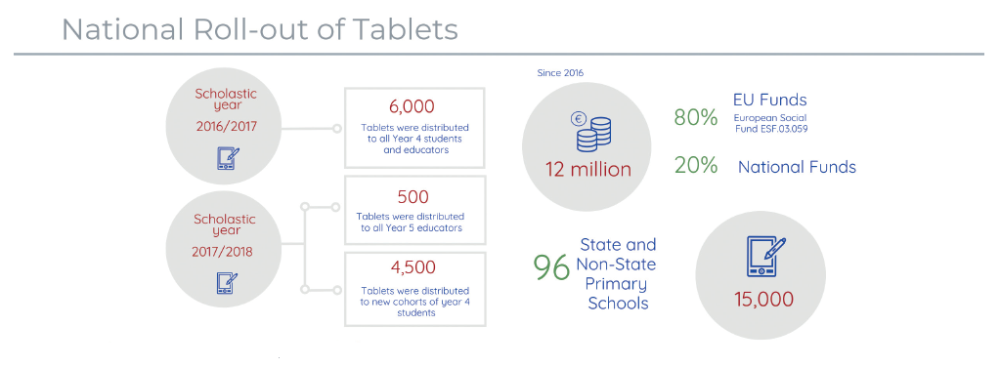 National Roll-out of Tablets
Scholastic
year
2016/2017
6,000
Tablets were distributed
to all Year 4 students
and educators
Scholastic
year
2017/2018
500
Tablets were distributed
to all Year 5 educators
4,500
Tablets were distributed
to new cohorts of year 4
students
Since 2016
€
12 million
80%
EU Funds
European Social
Fund ESF.03.059
20%
National Funds
96
State and
Non-State
Primary
Schools
15,000